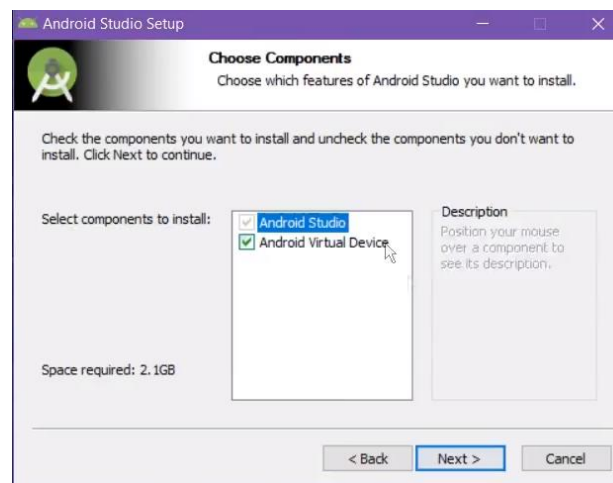 Android Studio Setup
Choose Components
Choose which features of Android Studio you want to install.
Check the components you want to install and uncheck the components you don't want to
install. Click Next to continue.
Select components to install:
Android Studio
Android Virtual Device
Description
Position your mouse
over a component to
see its description.
Space required: 2.1GB
< Back
Next >
Cancel